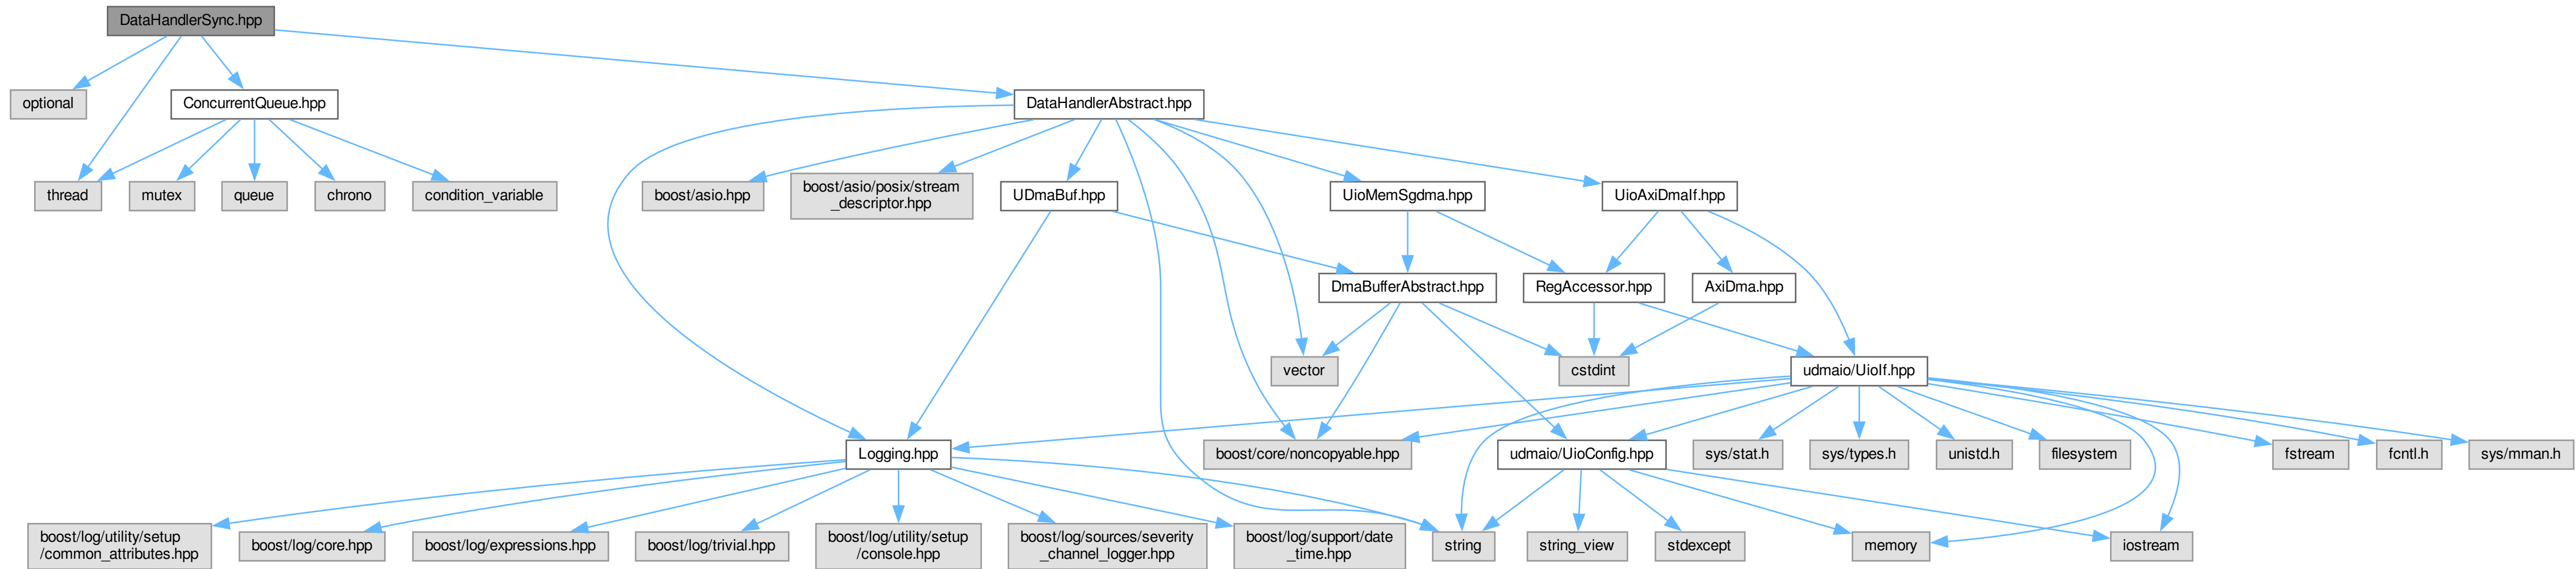 DataHandlerSync.hpp
optional
ConcurrentQueue.hpp
DataHandlerAbstract.hpp
thread
mutex
queue
chrono
condition_variable
boost/asio.hpp
boost/asio/posix/stream
_descriptor.hpp
UDmaBuf.hpp
UioMemSgdma.hpp
UioAxiDmaIf.hpp
DmaBufferAbstract.hpp
RegAccessor.hpp
AxiDma.hpp
vector
cstdint
udmaio/UioIf.hpp
Logging.hpp
boost/core/noncopyable.hpp
udmaio/UioConfig.hpp
sys/stat.h
sys/types.h
unistd.h
filesystem
fstream
fcntl.h
sys/mman.h
boost/log/utility/setup
/common_attributes.hpp
boost/log/core.hpp
boost/log/expressions.hpp
boost/log/trivial.hpp
boost/log/utility/setup
/console.hpp
boost/log/sources/severity
_channel_logger.hpp
boost/log/support/date
_time.hpp
string
string_view
stdexcept
memory
iostream